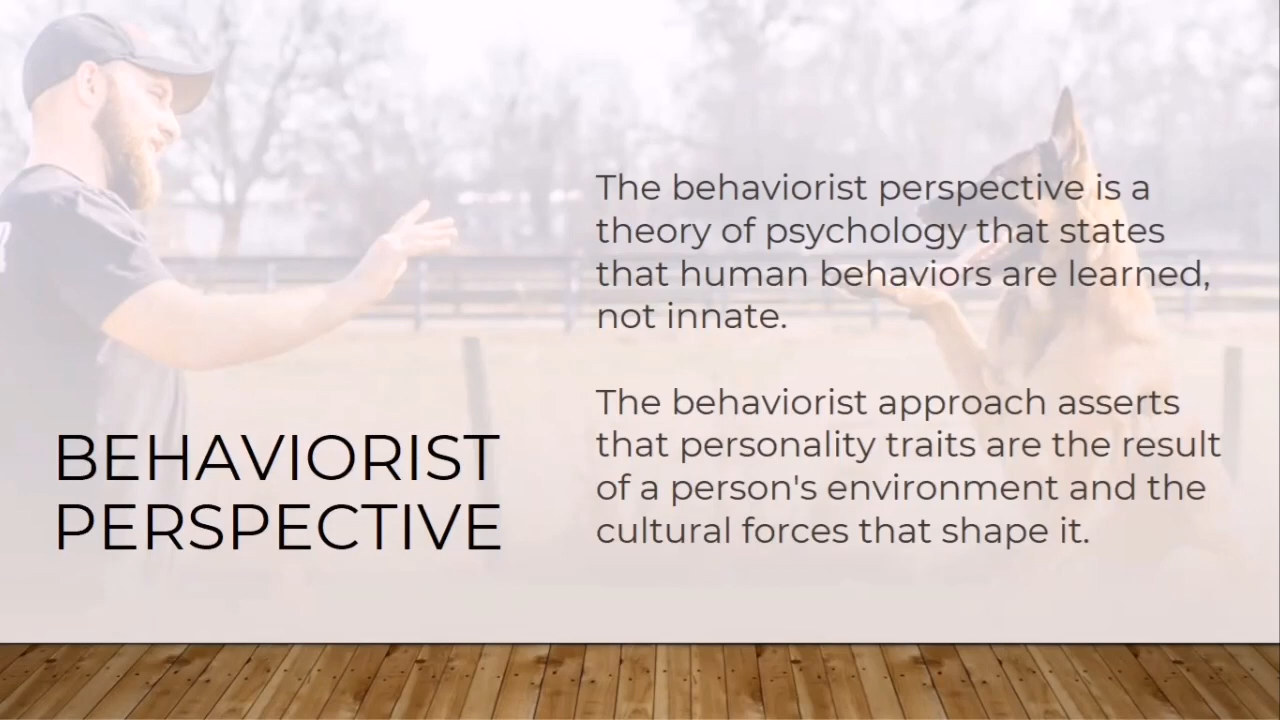 BEHAVIORIST
PERSPECTIVE
The behaviorist perspective is a
theory of psychology that states
that human behaviors are learned,
not innate.
The behaviorist approach asserts
that personality traits are the result
of a person's environment and the
cultural forces that shape it.